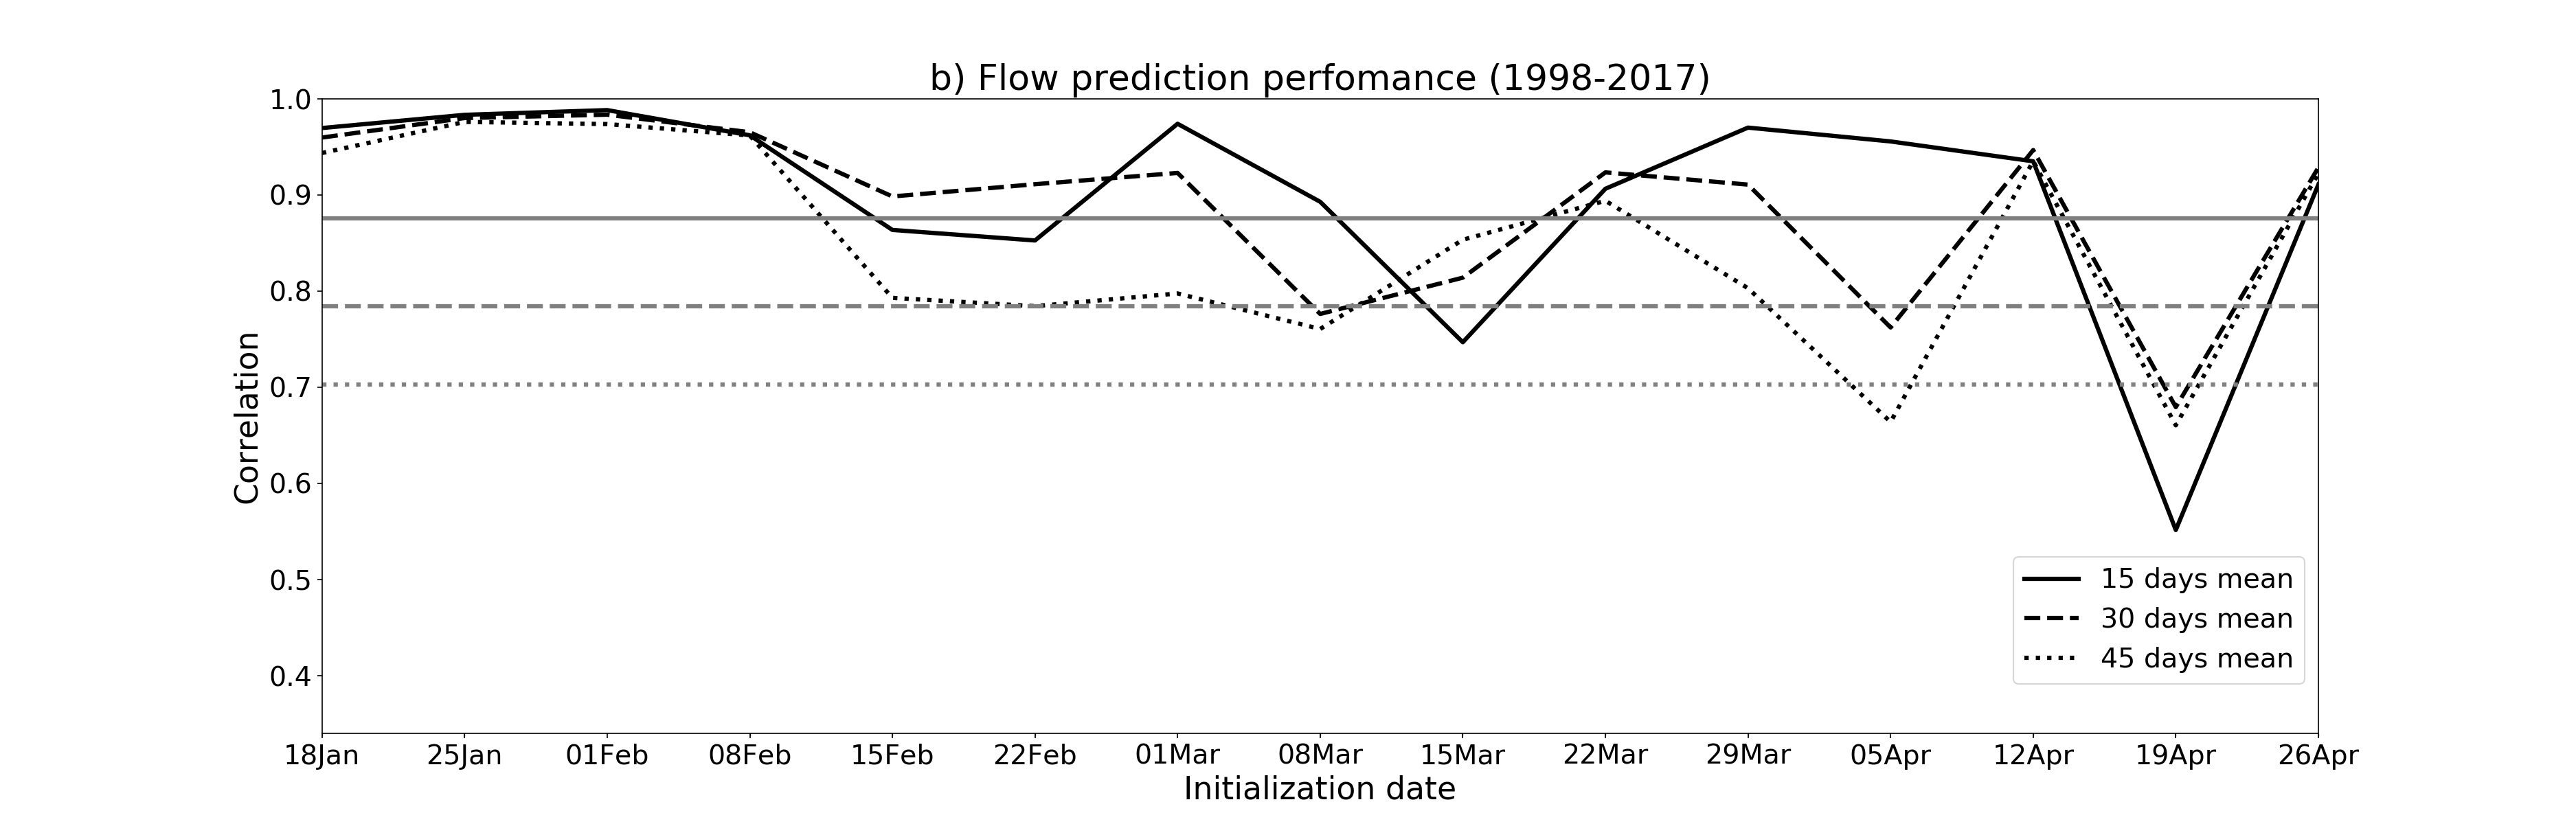 b) Flow prediction perfomance (1998-2017)
1.0
0.9
0.8
0.7
0.6
0.5
0.4
Correlation
15 days mean
30 days mean
45 days mean
18Jan 25Jan 01Feb 08Feb 15Feb 22Feb 01Mar 08Mar 15Mar 22Mar 29Mar 05Apr 12Apr 19Apr 26Apr
Initialization date